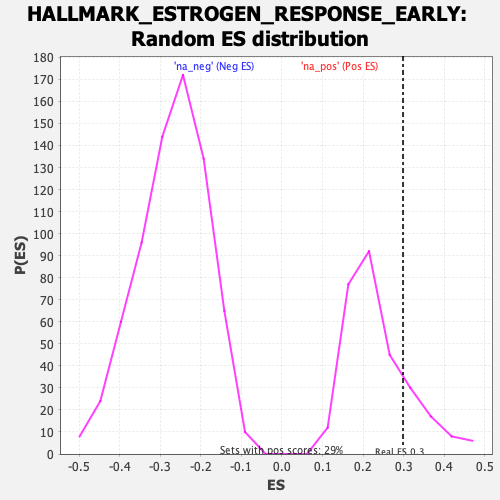 HALLMARK_ESTROGEN_RESPONSE_EARLY:
Random ES distribution
'na_neg' (Neg ES)
'na_pos' (Pos ES)
180
170
160
150
140
130
120
110
100
90
80
70
60
50
40
30
20
10
0
P(ES)
Sets with pos scores: 29%
Real ES 0.3
-0.5 -0.4 -0.3 -0.2 -0.1 0.0 0.1 0.2 0.3 0.4 0.5
ES